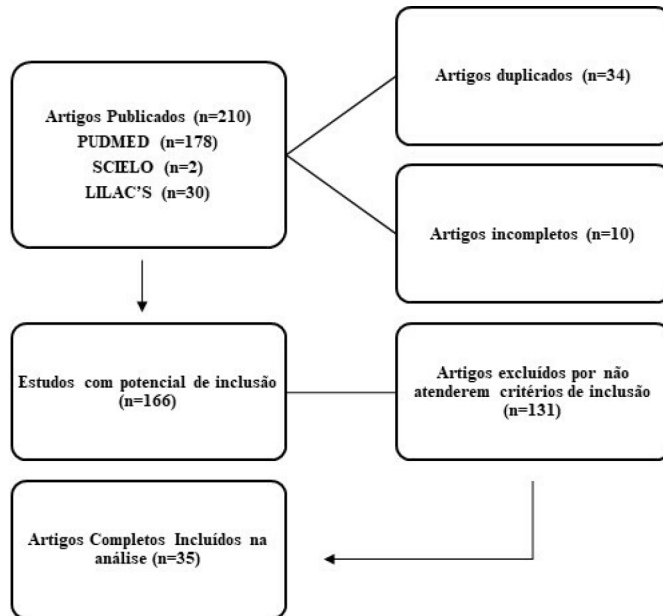 Artigos Publicados (n=210)
PUDMED (n=178)
SCIELO (n=2)
LILAC’S (n=30)
Artigos duplicados (n=34)
Artigos incompletos (n=10)
Estudos com potencial de inclusão
(n=166)
Artigos excluídos por não
atenderem critérios de inclusão
(n=131)
Artigos Completos Incluídos na
análise (n=35)